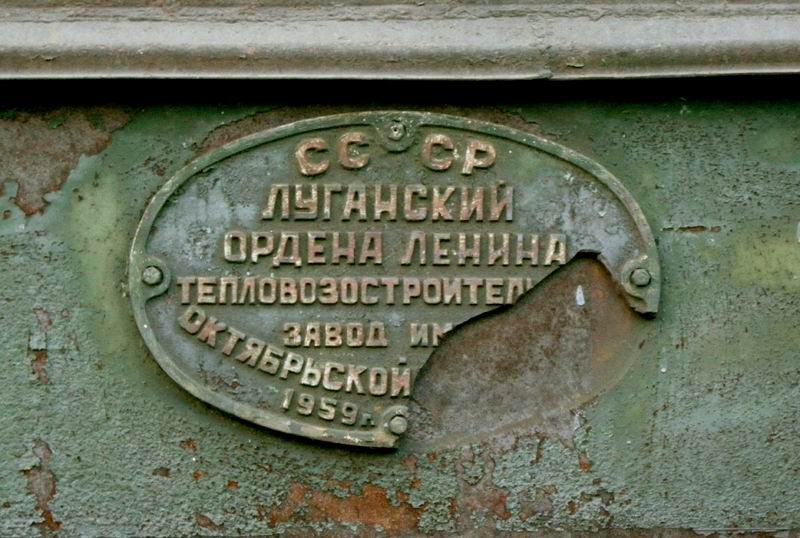 СССР
ЛУГАНСКИЙ
ОРДЕНА ЛЕНИНА
ТЕПЛОВОЗОСТРОИТЕЛ
ЗАВОД ИМ
ОКТЯБРЬСКОЙ
1959г.